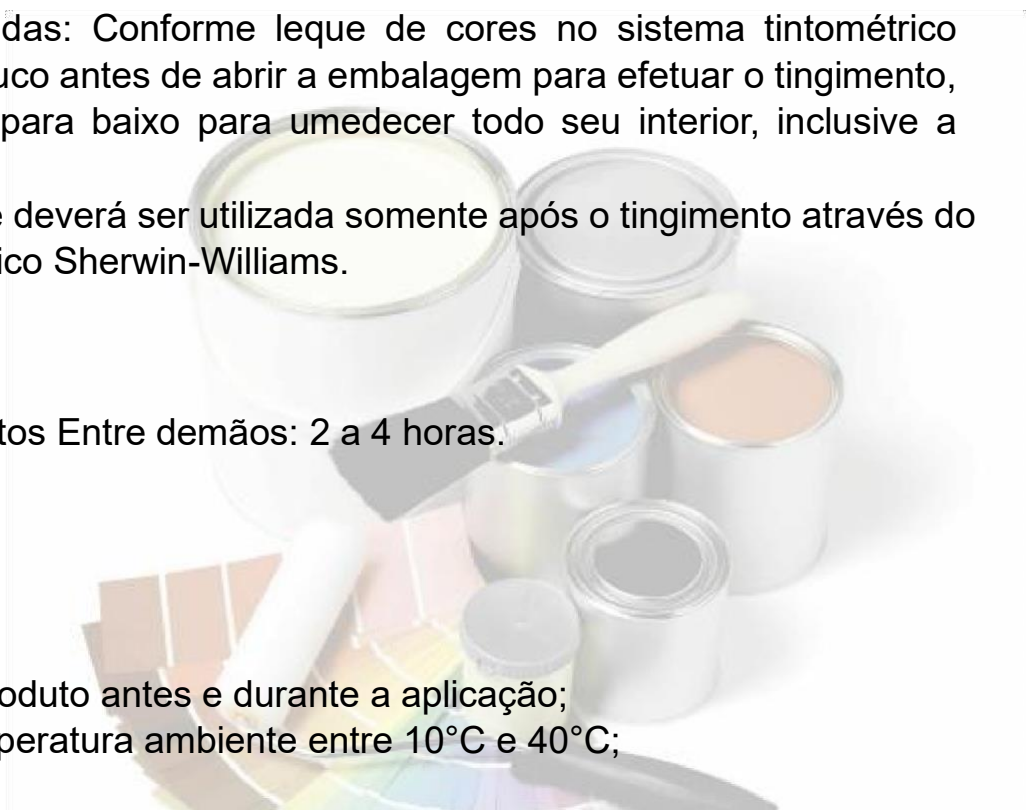 das: Conforme leque de cores no sistema tintométrico
uco antes de abrir a embalagem para efetuar o tingimento,
para baixo para umedecer todo seu interior, inclusive a
e deverá ser utilizada somente após o tingimento através do
ico Sherwin-Williams.
tos Entre demãos: 2 a 4 horas.
oduto antes e durante a aplicação;
peratura ambiente entre 10°C e 40°C;